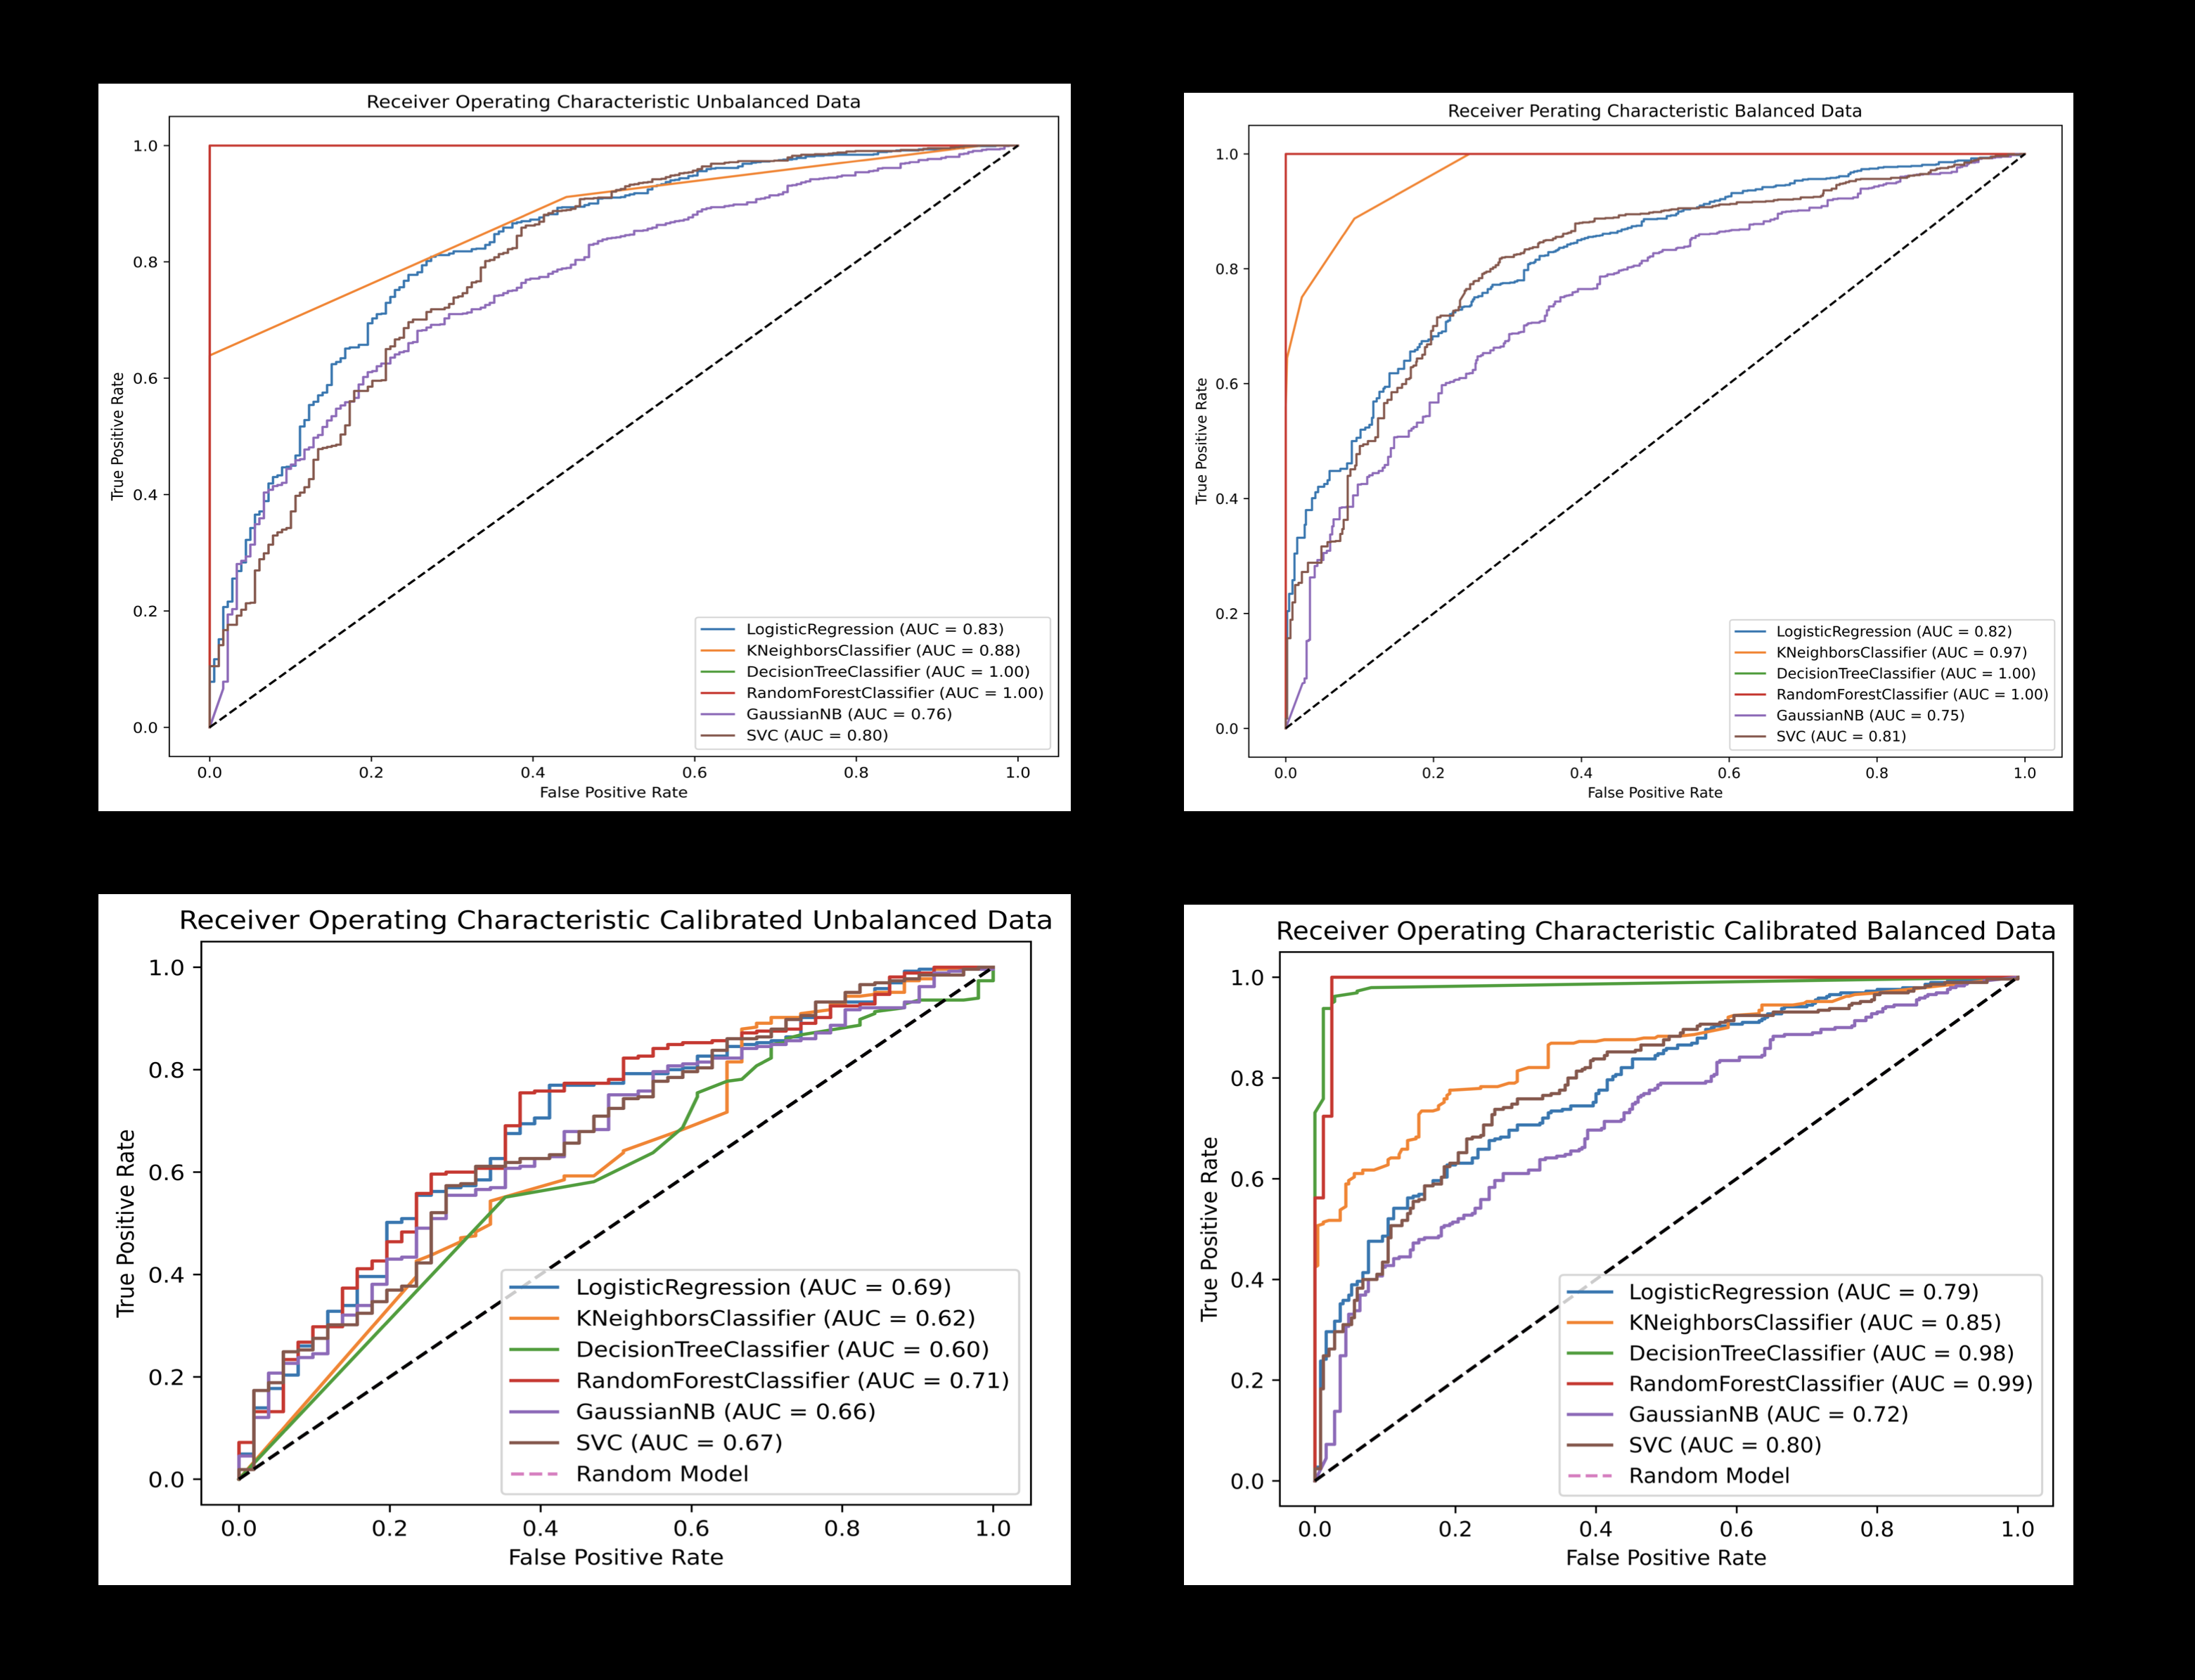 Receiver Operating Characteristic Unbalanced Data
1.0
0.8
0.6
0.4
0.2
0.0
True Positive Rate
LogisticRegression (AUC = 0.83)
KNeighborsClassifier (AUC = 0.88)
DecisionTreeClassifier (AUC = 1.00)
RandomForestClassifier (AUC = 1.00)
GaussianNB (AUC = 0.76)
SVC (AUC = 0.80)
0.0 0.2 0.4 0.6 0.8 1.0
False Positive Rate
Receiver Perating Characteristic Balanced Data
1.0
0.8
0.6
0.4
0.2
0.0
True Positive Rate
LogisticRegression (AUC = 0.82)
KNeighborsClassifier (AUC = 0.97)
DecisionTreeClassifier (AUC = 1.00)
RandomForestClassifier (AUC = 1.00)
GaussianNB (AUC = 0.75)
SVC (AUC = 0.81)
0.0 0.2 0.4 0.6 0.8 1.0
False Positive Rate
Receiver Operating Characteristic Calibrated Unbalanced Data
1.0
0.8
0.6
0.4
0.2
0.0
True Positive Rate
LogisticRegression (AUC = 0.69)
KNeighborsClassifier (AUC = 0.62)
DecisionTreeClassifier (AUC = 0.60)
RandomForestClassifier (AUC = 0.71)
GaussianNB (AUC = 0.66)
SVC (AUC = 0.67)
Random Model
0.0 0.2 0.4 0.6 0.8 1.0
False Positive Rate
Receiver Operating Characteristic Calibrated Balanced Data
1.0
0.8
0.6
0.4
0.2
0.0
True Positive Rate
LogisticRegression (AUC = 0.79)
KNeighborsClassifier (AUC = 0.85)
DecisionTreeClassifier (AUC = 0.98)
RandomForestClassifier (AUC = 0.99)
GaussianNB (AUC = 0.72)
SVC (AUC = 0.80)
Random Model
0.0 0.2 0.4 0.6 0.8 1.0
False Positive Rate